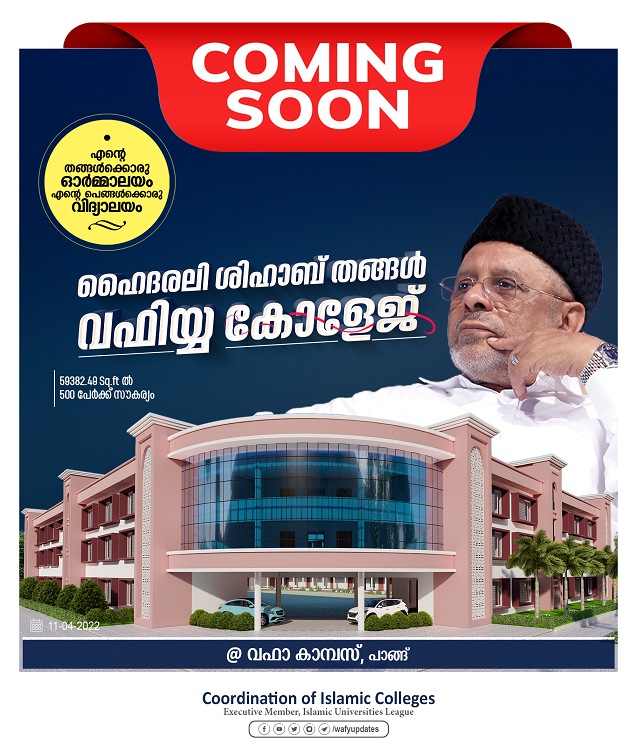 COMING
SOON
എന്റെ
തങ്ങൾക്കൊരു
ഓർമ്മാലയം
എന്റെ പെങ്ങൾക്കൊരു
വിദ്യാലയം
ഹൈദരലി ശിഹാബ് തങ്ങൾ
വഫിയ്യ കോളേജ്
59382.49 Sq.ft ൽ
500 പേർക്ക് സൗകര്യം
11-04-2022
@ വഫാ കാമ്പസ്, പാങ്ങ്
Coordination of Islamic Colleges
Executive Member, Islamic Universities League
/wafyupdates